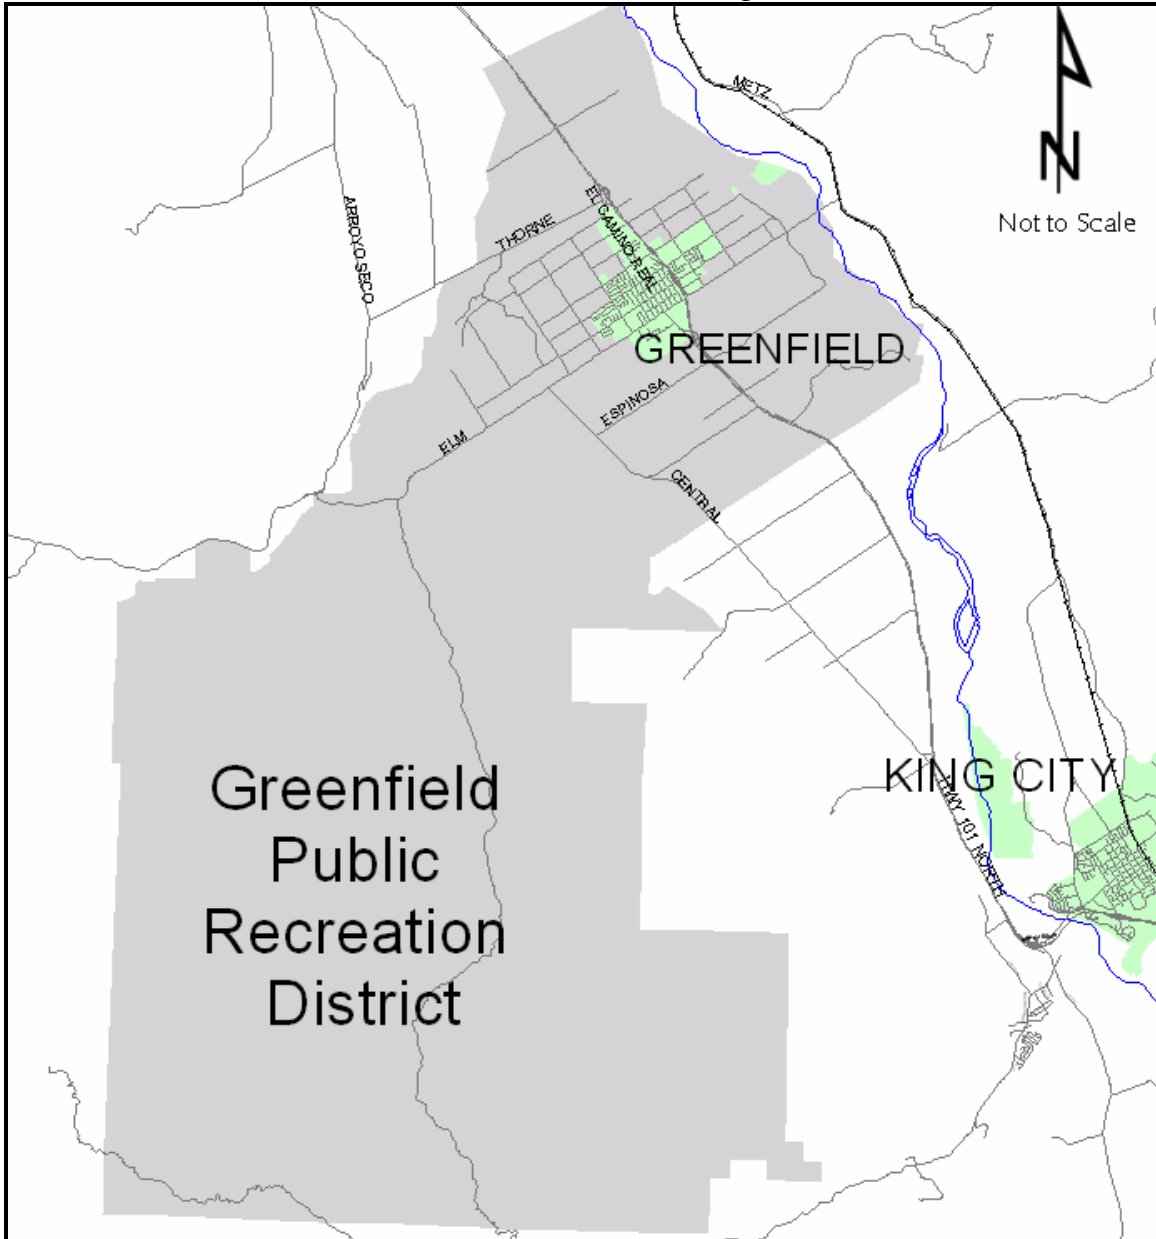 METZ
N
Not to Scale
ARROYO SECO
THORNE
EL CAMINO REAL
GREENFIELD
ESPINOSA
ELM
CENTRAL
KING CITY
HWY 101 NORTH
Greenfield
Public
Recreation
District